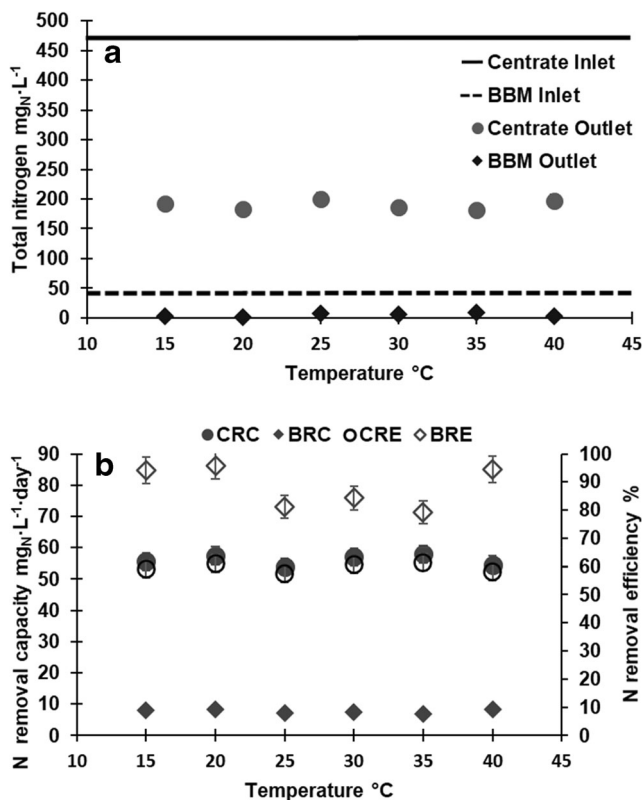 a
Total nitrogen mg_N·L⁻¹
500
450
400
350
300
250
200
150
100
50
0
Centrate Inlet
BBM Inlet
Centrate Outlet
BBM Outlet
10 15 20 25 30 35 40 45
Temperature °C
CRC BRC CRE BRE
b
N removal capacity mg_N·L⁻¹·day⁻¹
90
80
70
60
50
40
30
20
10
0
100
90
80
70
60
50
40
30
20
10
0
N removal efficiency %
10 15 20 25 30 35 40 45
Temperature °C